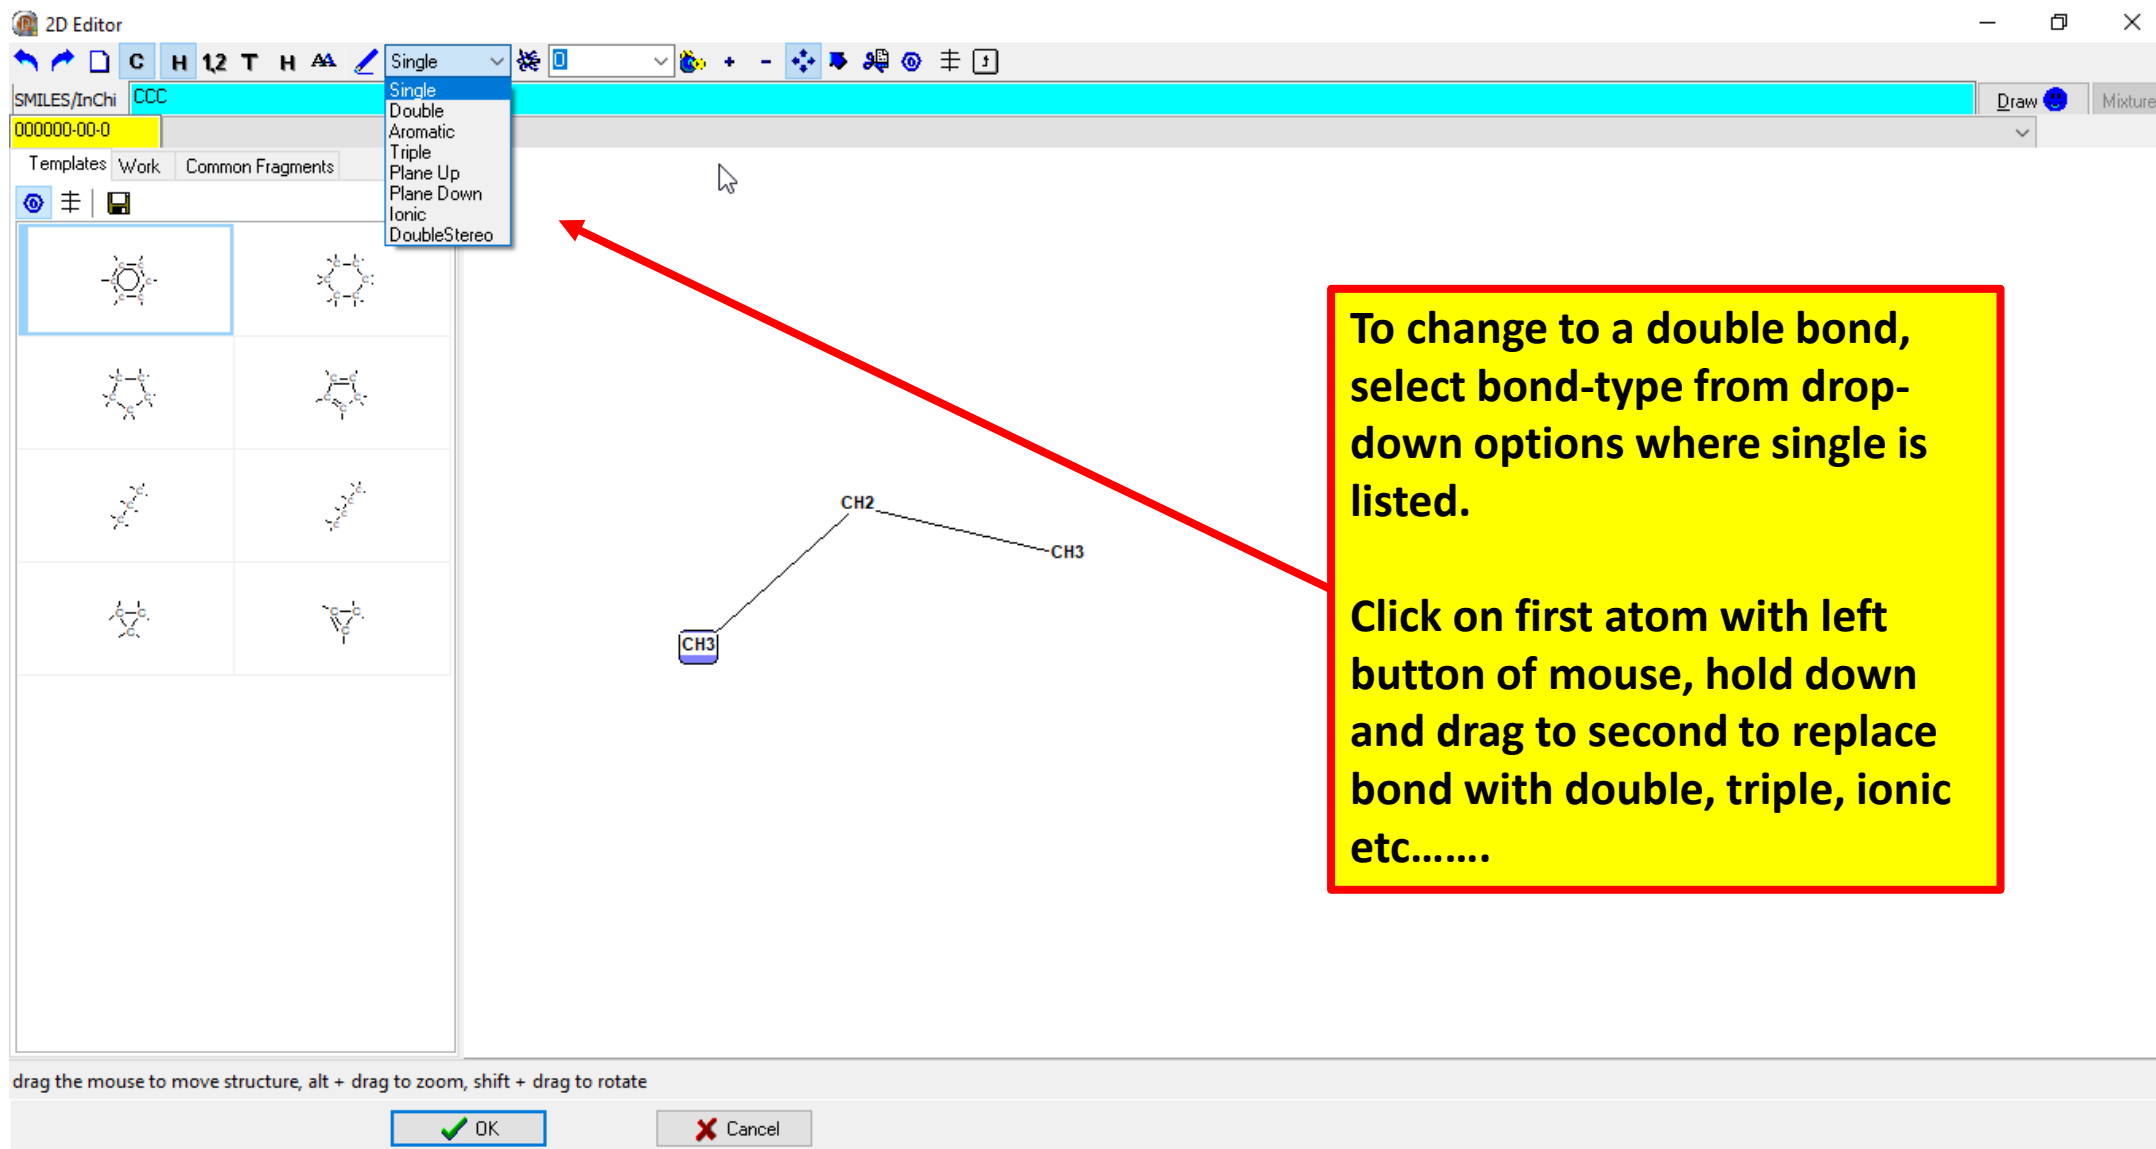 2D Editor
C H 1,2 T H AA Single 0 + -
SMILES/InChi CCC Draw Mixture
000000-00-0
Single
Double
Aromatic
Triple
Plane Up
Plane Down
Ionic
DoubleStereo
Templates Work Common Fragments
CH2
CH3
CH3
To change to a double bond,
select bond-type from drop-
down options where single is
listed.
Click on first atom with left
button of mouse, hold down
and drag to second to replace
bond with double, triple, ionic
etc.......
drag the mouse to move structure, alt + drag to zoom, shift + drag to rotate
OK Cancel